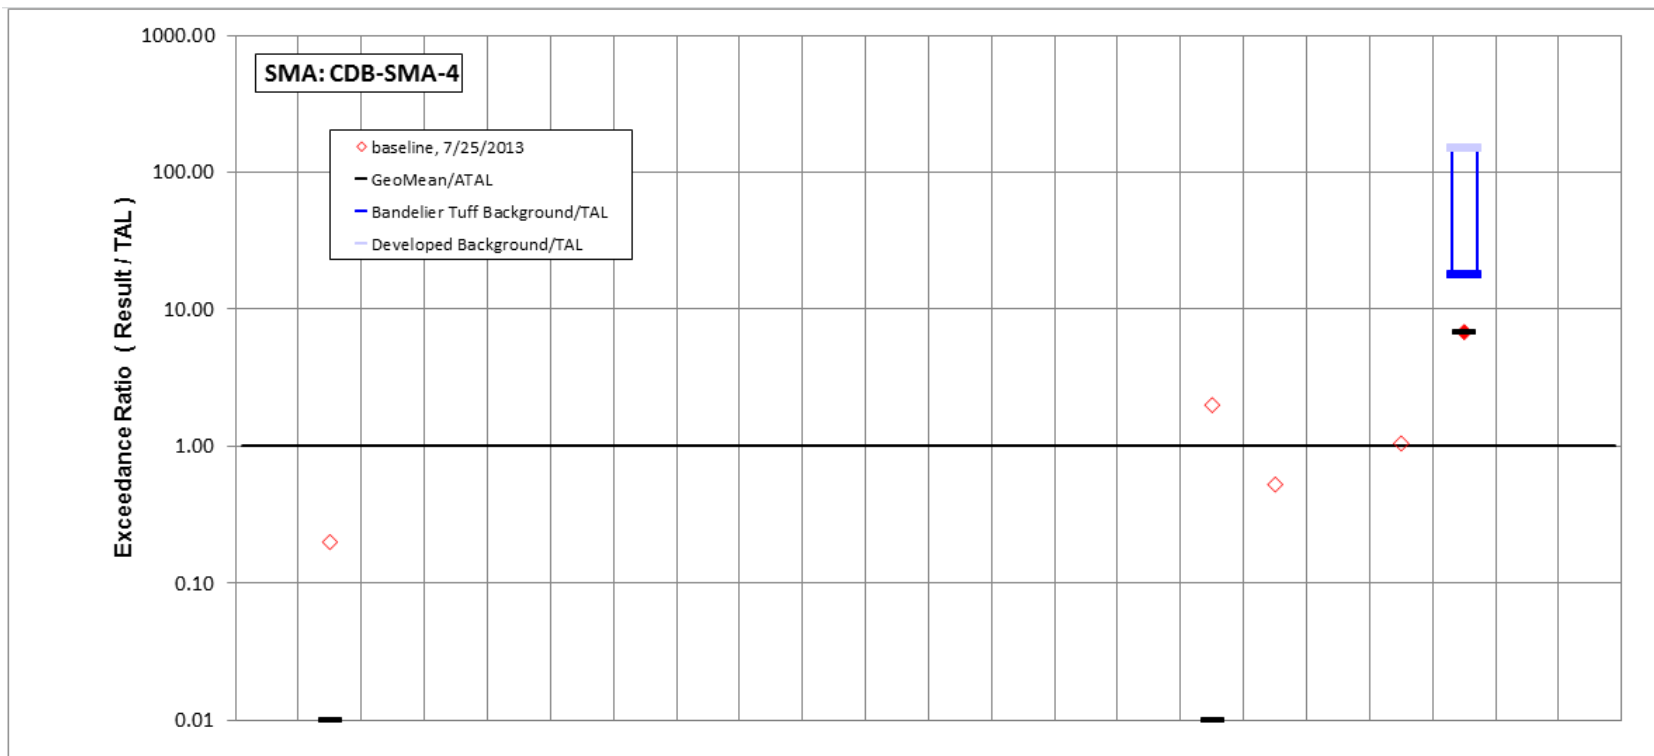 1000.00
SMA: CDB-SMA-4
baseline, 7/25/2013
100.00
GeoMean/ATAL
Bandelier Tuff Background/TAL
Developed Background/TAL
10.00
Exceedance Ratio ( Result / TAL )
1.00
0.10
0.01